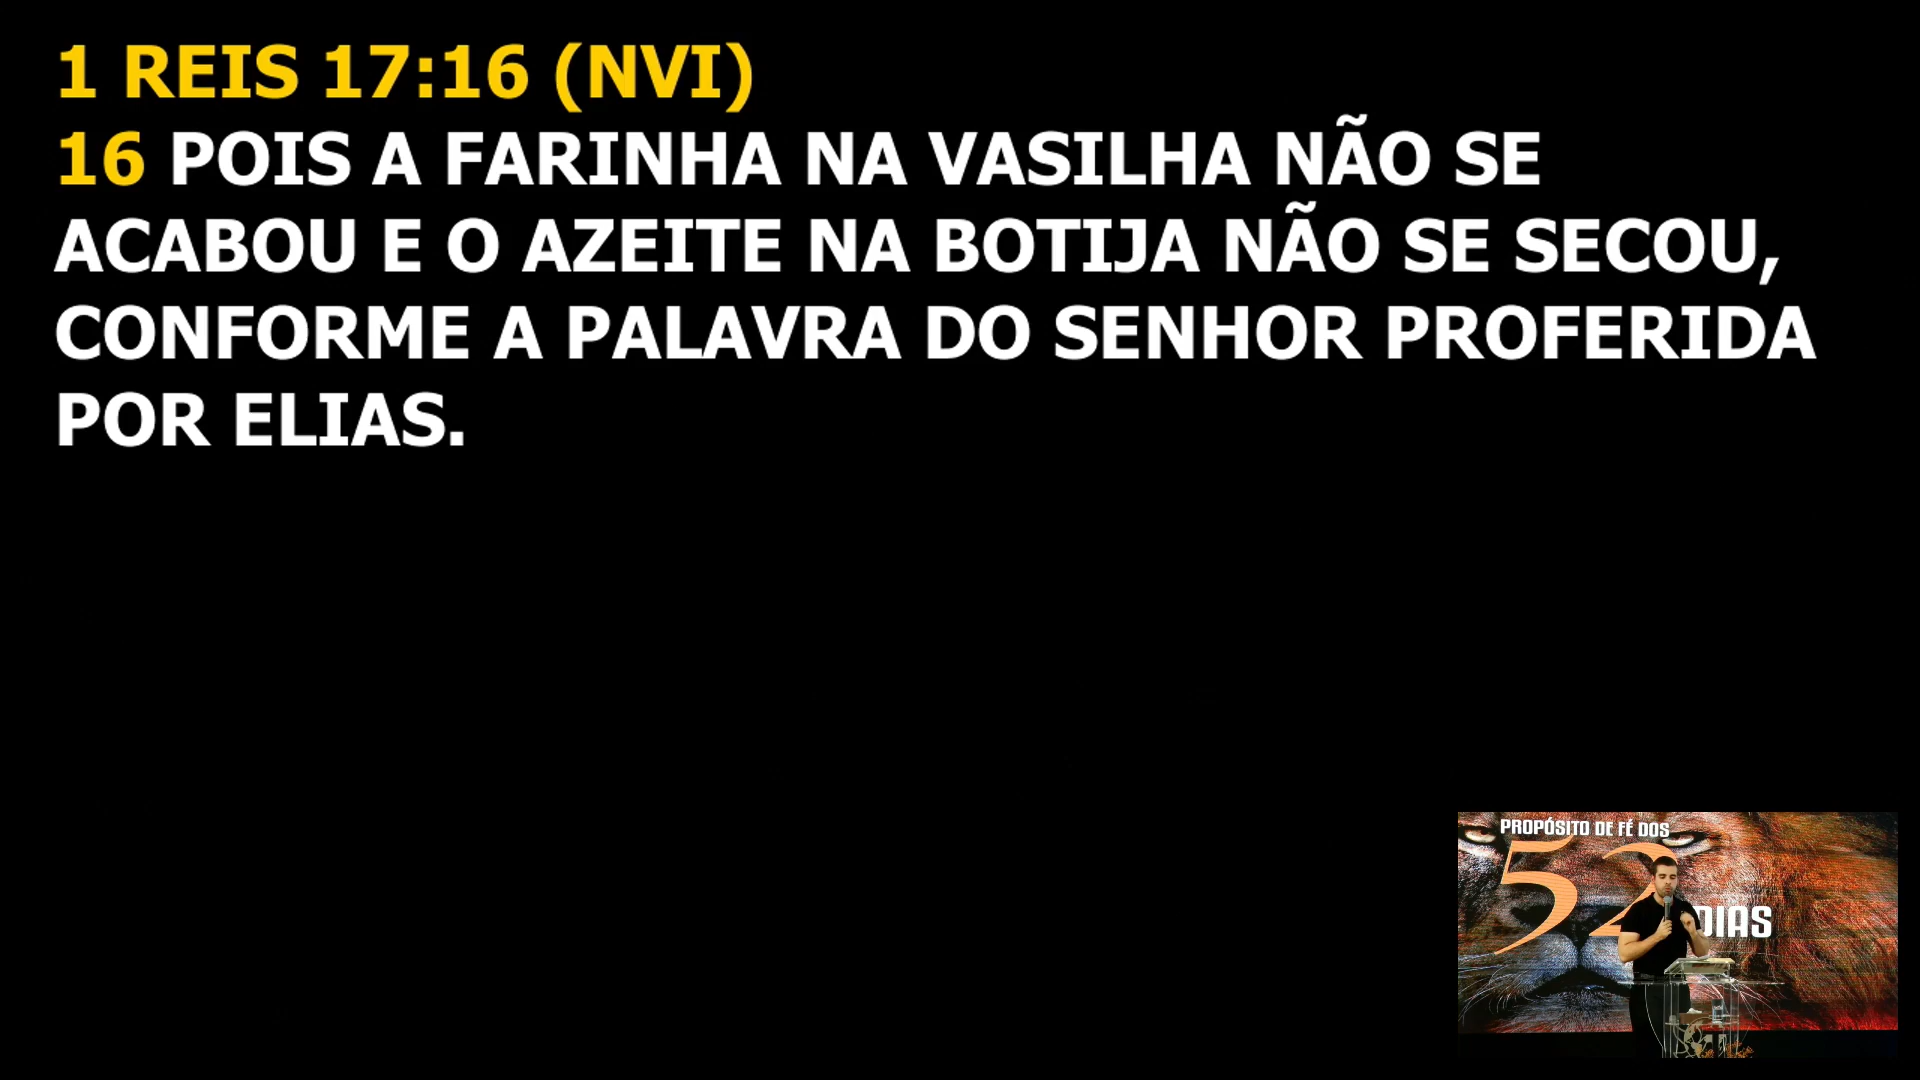 1 REIS 17:16 (NVI)
16 POIS A FARINHA NA VASILHA NÃO SE
ACABOU E O AZEITE NA BOTIJA NÃO SE SECOU,
CONFORME A PALAVRA DO SENHOR PROFERIDA
POR ELIAS.
PROPÓSITO DE FÉ DOS
52
DIAS